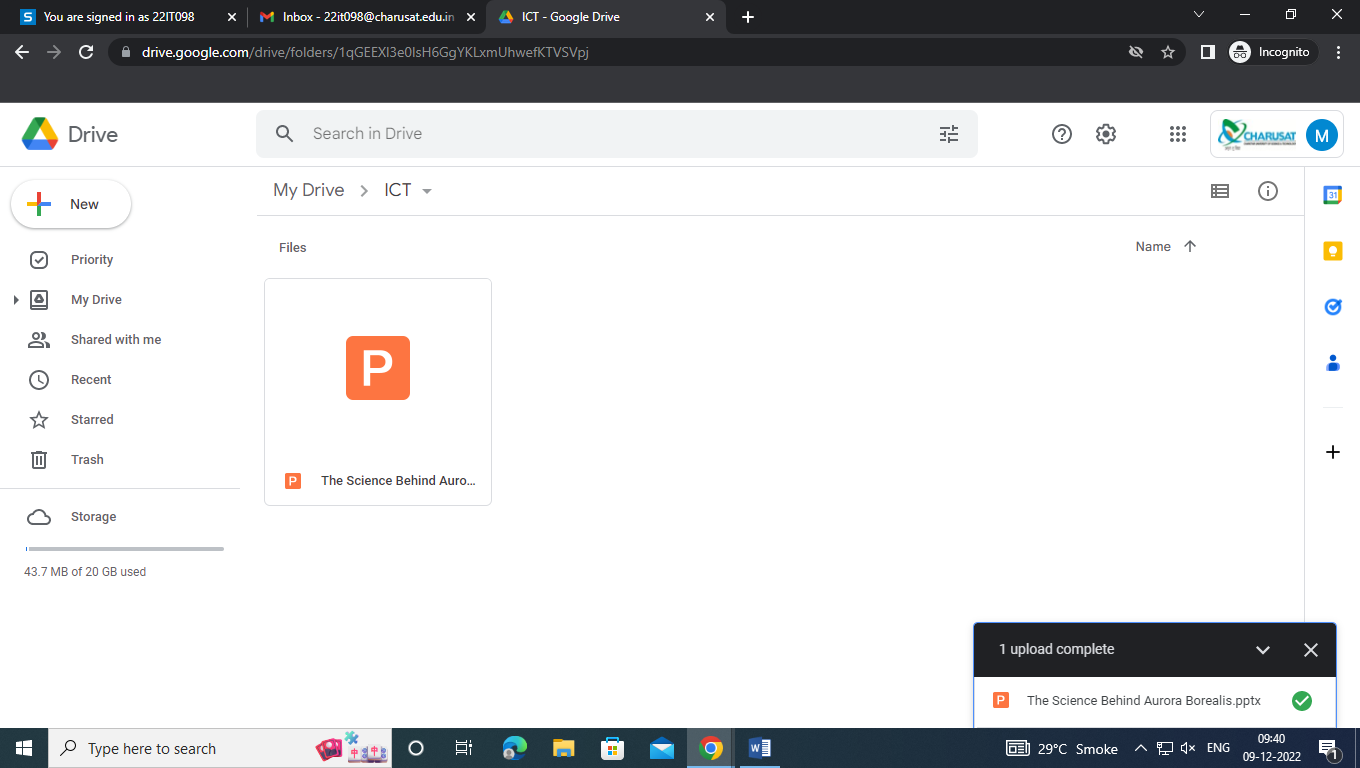 You are signed in as 22IT098
Inbox - 22it098@charusat.edu.in
ICT - Google Drive
drive.google.com/drive/folders/1qGEEXl3e0lsH6GgYKLxmUhwefKTVSVpj
Incognito
Drive
Search in Drive
CHARUSAT
M
New
My Drive
ICT
Priority
My Drive
Shared with me
Recent
Starred
Trash
Storage
43.7 MB of 20 GB used
Files
Name
P
P
The Science Behind Auro...
31
1 upload complete
P
The Science Behind Aurora Borealis.pptx
Type here to search
29°C Smoke
ENG
09:40
09-12-2022
1